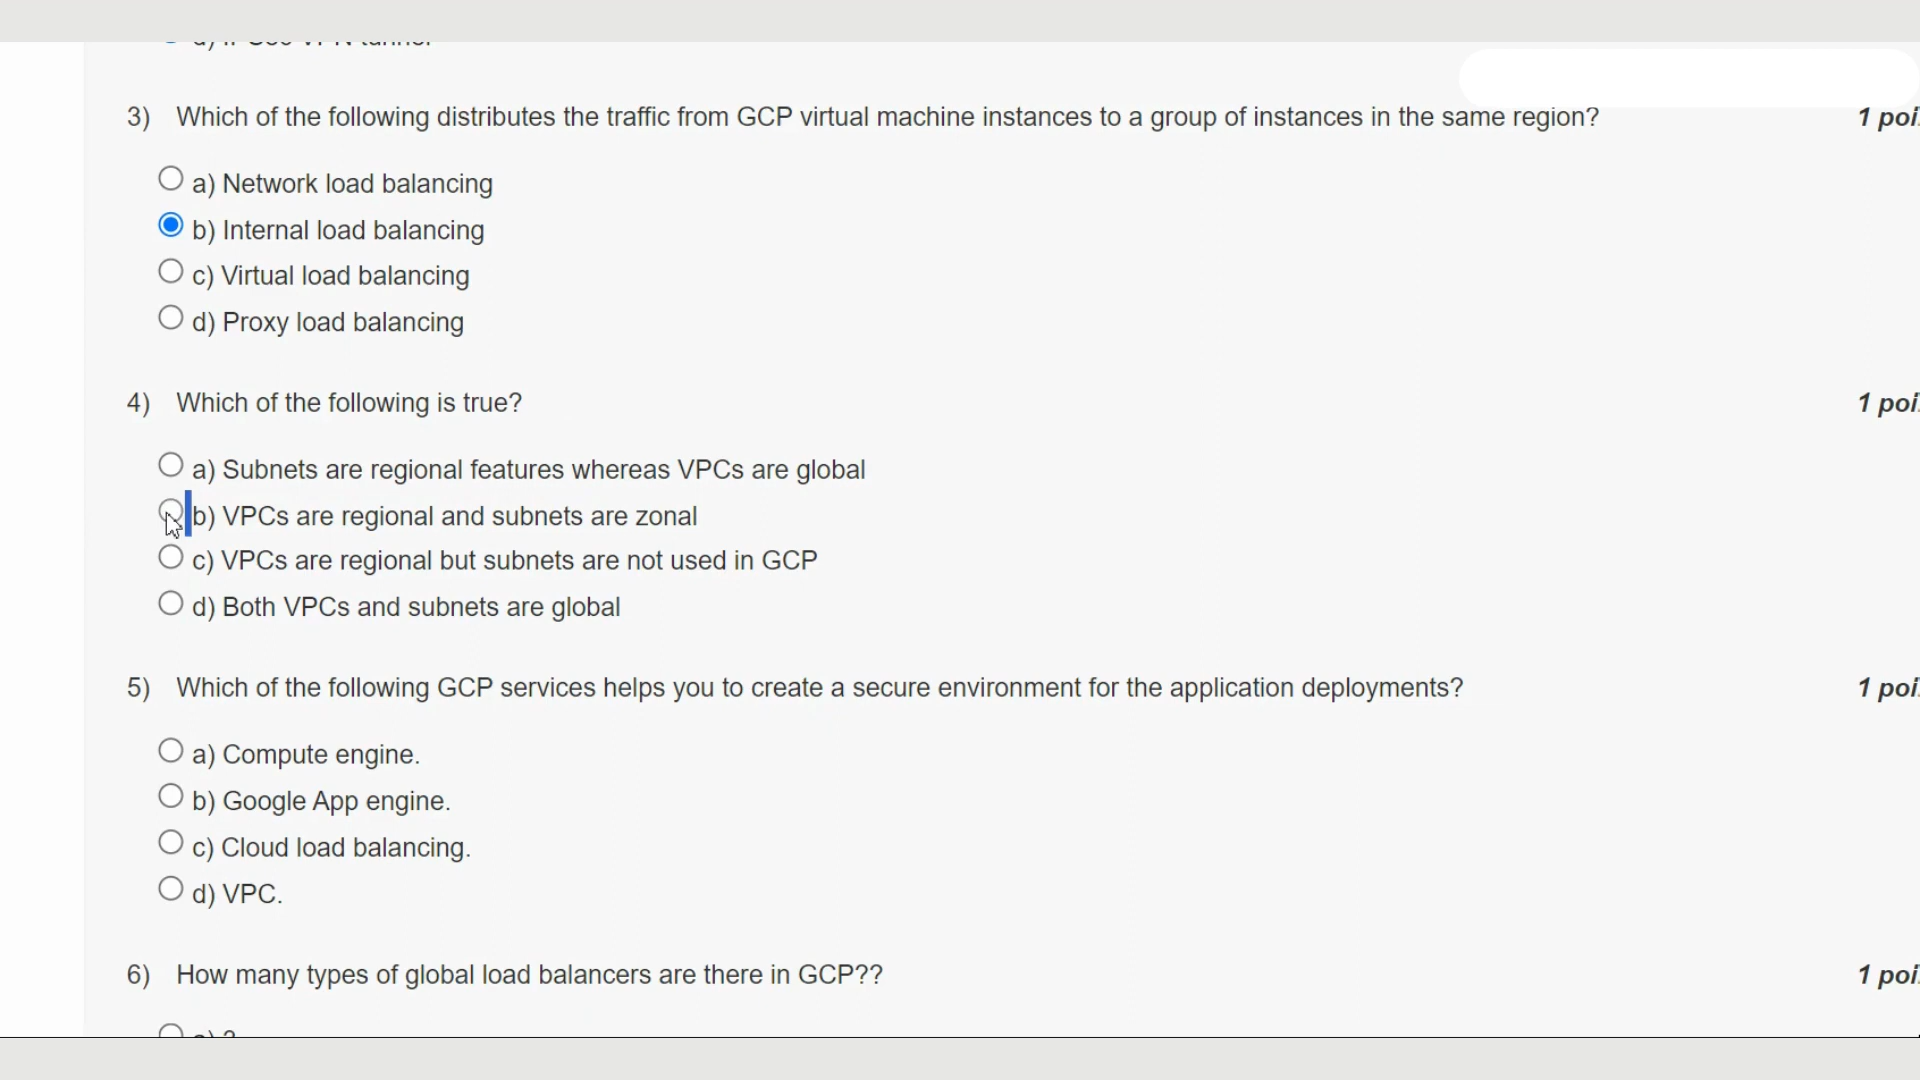 3) Which of the following distributes the traffic from GCP virtual machine instances to a group of instances in the same region? 1 poi
a) Network load balancing
b) Internal load balancing
c) Virtual load balancing
d) Proxy load balancing
4) Which of the following is true? 1 poi
a) Subnets are regional features whereas VPCs are global
b) VPCs are regional and subnets are zonal
c) VPCs are regional but subnets are not used in GCP
d) Both VPCs and subnets are global
5) Which of the following GCP services helps you to create a secure environment for the application deployments? 1 poi
a) Compute engine.
b) Google App engine.
c) Cloud load balancing.
d) VPC.
6) How many types of global load balancers are there in GCP?? 1 poi